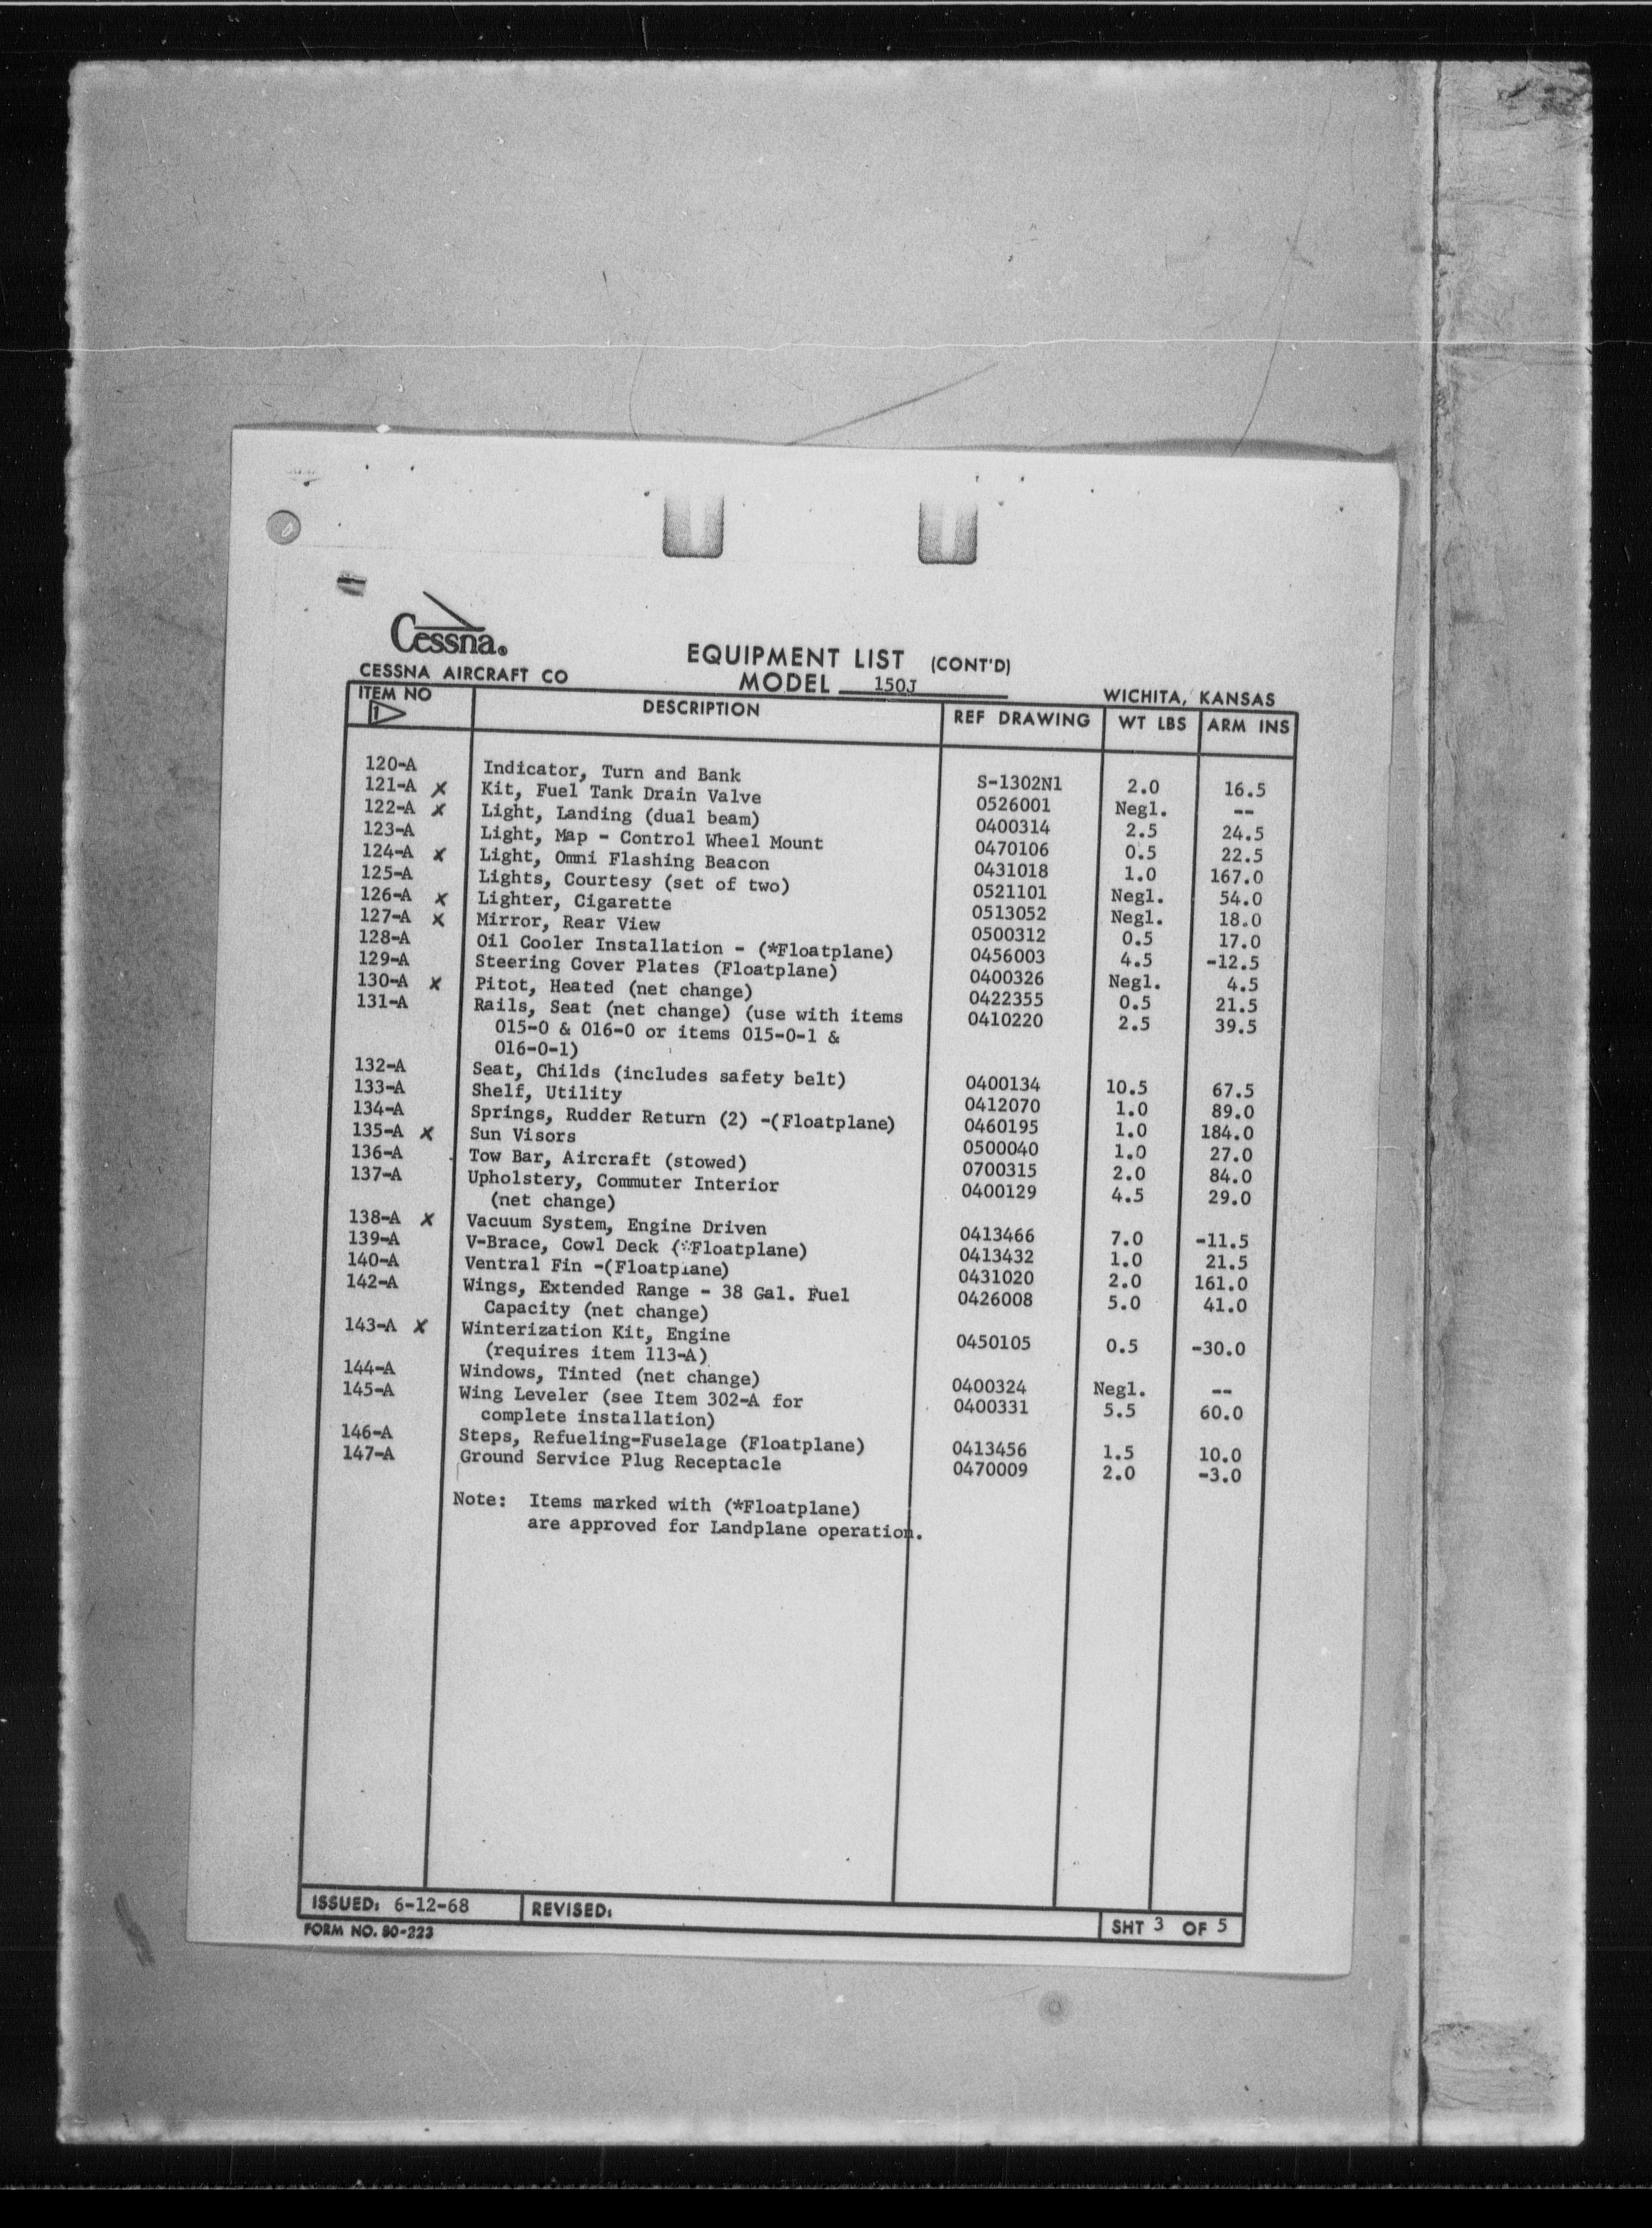 Cessna.
CESSNA AIRCRAFT CO
EQUIPMENT LIST (CONT'D)
MODEL 150J
WICHITA, KANSAS
ITEM NO 1 DESCRIPTION REF DRAWING WT LBS ARM INS
120-A Indicator, Turn and Bank S-1302N1 2.0 16.5
121-A X Kit, Fuel Tank Drain Valve 0526001 Negl. --
122-A X Light, Landing (dual beam) 0400314 2.5 24.5
123-A Light, Map - Control Wheel Mount 0470106 0.5 22.5
124-A X Light, Omni Flashing Beacon 0431018 1.0 167.0
125-A Lights, Courtesy (set of two) 0521101 Negl. 54.0
126-A X Lighter, Cigarette 0513052 Negl. 18.0
127-A X Mirror, Rear View 0500312 0.5 17.0
128-A Oil Cooler Installation - (*Floatplane) 0456003 4.5 -12.5
129-A Steering Cover Plates (Floatplane) 0400326 Negl. 4.5
130-A X Pitot, Heated (net change) 0422355 0.5 21.5
131-A Rails, Seat (net change) (use with items 0410220 2.5 39.5
015-0 & 016-0 or items 015-0-1 &
016-0-1)
132-A Seat, Childs (includes safety belt) 0400134 10.5 67.5
133-A Shelf, Utility 0412070 1.0 89.0
134-A Springs, Rudder Return (2) -(Floatplane) 0460195 1.0 184.0
135-A X Sun Visors 0500040 1.0 27.0
136-A Tow Bar, Aircraft (stowed) 0700315 2.0 84.0
137-A Upholstery, Commuter Interior 0400129 4.5 29.0
(net change)
138-A X Vacuum System, Engine Driven 0413466 7.0 -11.5
139-A V-Brace, Cowl Deck (*Floatplane) 0413432 1.0 21.5
140-A Ventral Fin -(Floatplane) 0431020 2.0 161.0
142-A Wings, Extended Range - 38 Gal. Fuel 0426008 5.0 41.0
Capacity (net change)
143-A X Winterization Kit, Engine 0450105 0.5 -30.0
(requires item 113-A)
144-A Windows, Tinted (net change) 0400324 Negl. --
145-A Wing Leveler (see Item 302-A for 0400331 5.5 60.0
complete installation)
146-A Steps, Refueling-Fuselage (Floatplane) 0413456 1.5 10.0
147-A Ground Service Plug Receptacle 0470009 2.0 -3.0
Note: Items marked with (*Floatplane)
are approved for Landplane operation.
ISSUED: 6-12-68 REVISED:
SHT 3 OF 5
FORM NO. 80-223